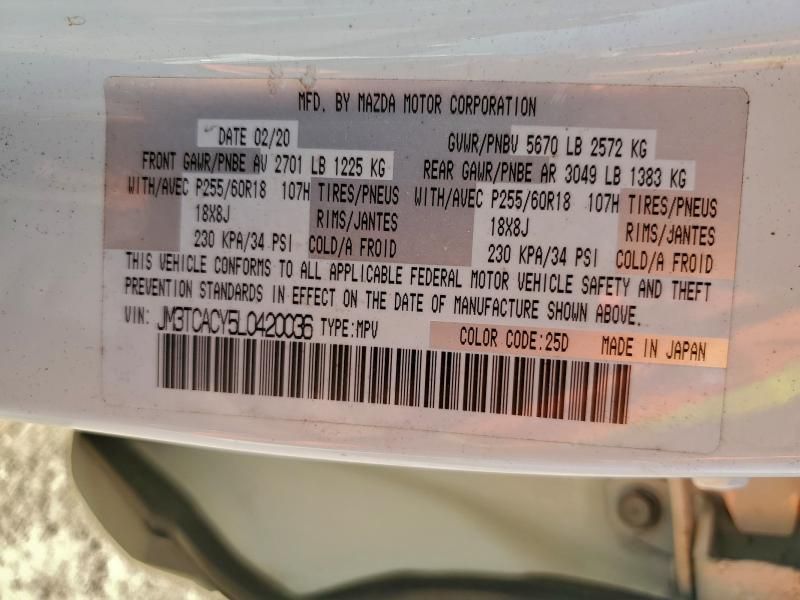 MFD. BY MAZDA MOTOR CORPORATION
DATE 02/20 GVWR/PNBV 5670 LB 2572 KG
FRONT GAWR/PNBE AV 2701 LB 1225 KG REAR GAWR/PNBE AR 3049 LB 1383 KG
WITH/AVEC P255/60R18 107H TIRES/PNEUS WITH/AVEC P255/60R18 107H TIRES/PNEUS
18X8J RIMS/JANTES 18X8J RIMS/JANTES
230 KPA/34 PSI COLD/A FROID 230 KPA/34 PSI COLD/A FROID
THIS VEHICLE CONFORMS TO ALL APPLICABLE FEDERAL MOTOR VEHICLE SAFETY AND THEFT
PREVENTION STANDARDS IN EFFECT ON THE DATE OF MANUFACTURE SHOWN ABOVE.
VIN: JM3TCACY5L0420036 TYPE:MPV COLOR CODE:25D MADE IN JAPAN